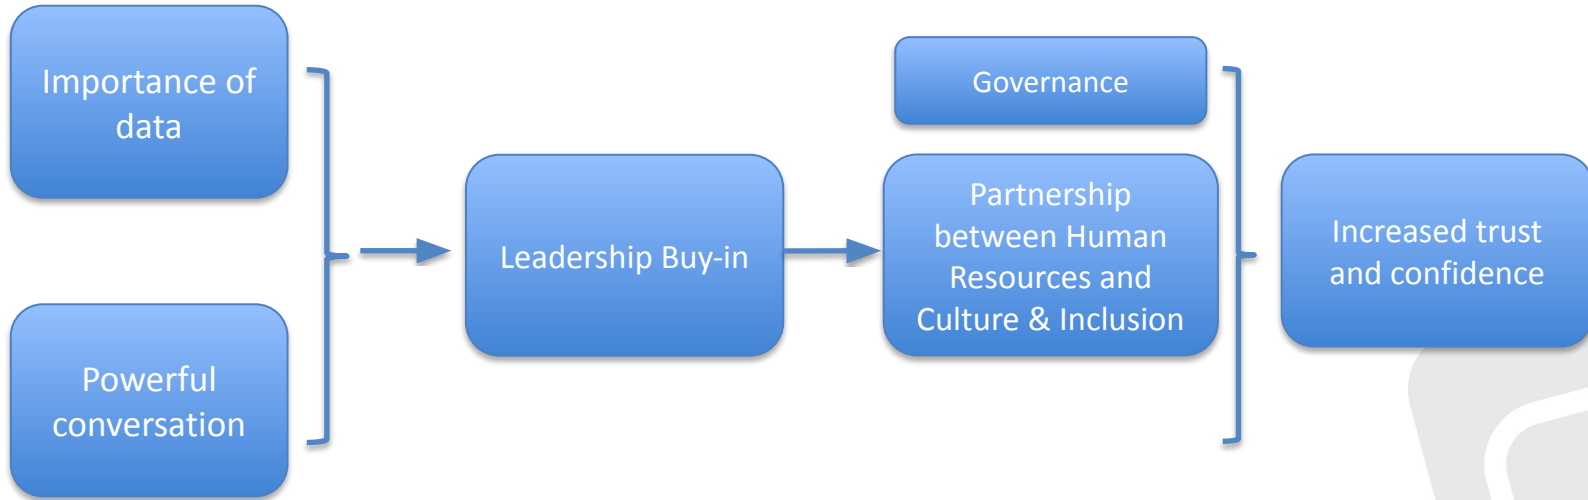 Importance of
data
Powerful
conversation
Leadership Buy-in
Governance
Partnership
between Human
Resources and
Culture & Inclusion
Increased trust
and confidence